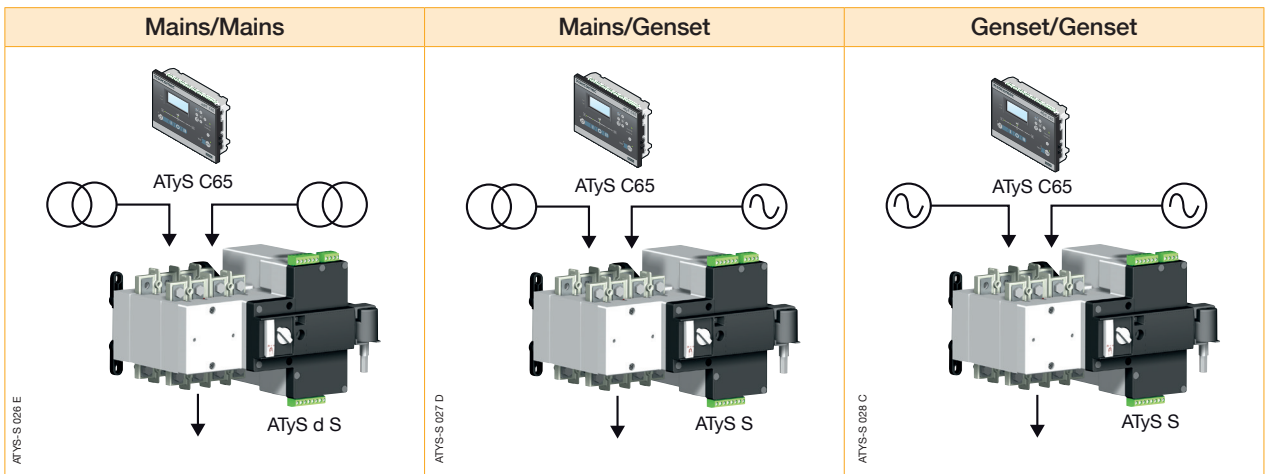 Mains/Mains
Mains/Genset
Genset/Genset
ATyS C65
ATyS C65
ATyS C65
ATyS d S
ATyS S
ATyS S
ATYS-S 026 E
ATYS-S 027 D
ATYS-S 028 C